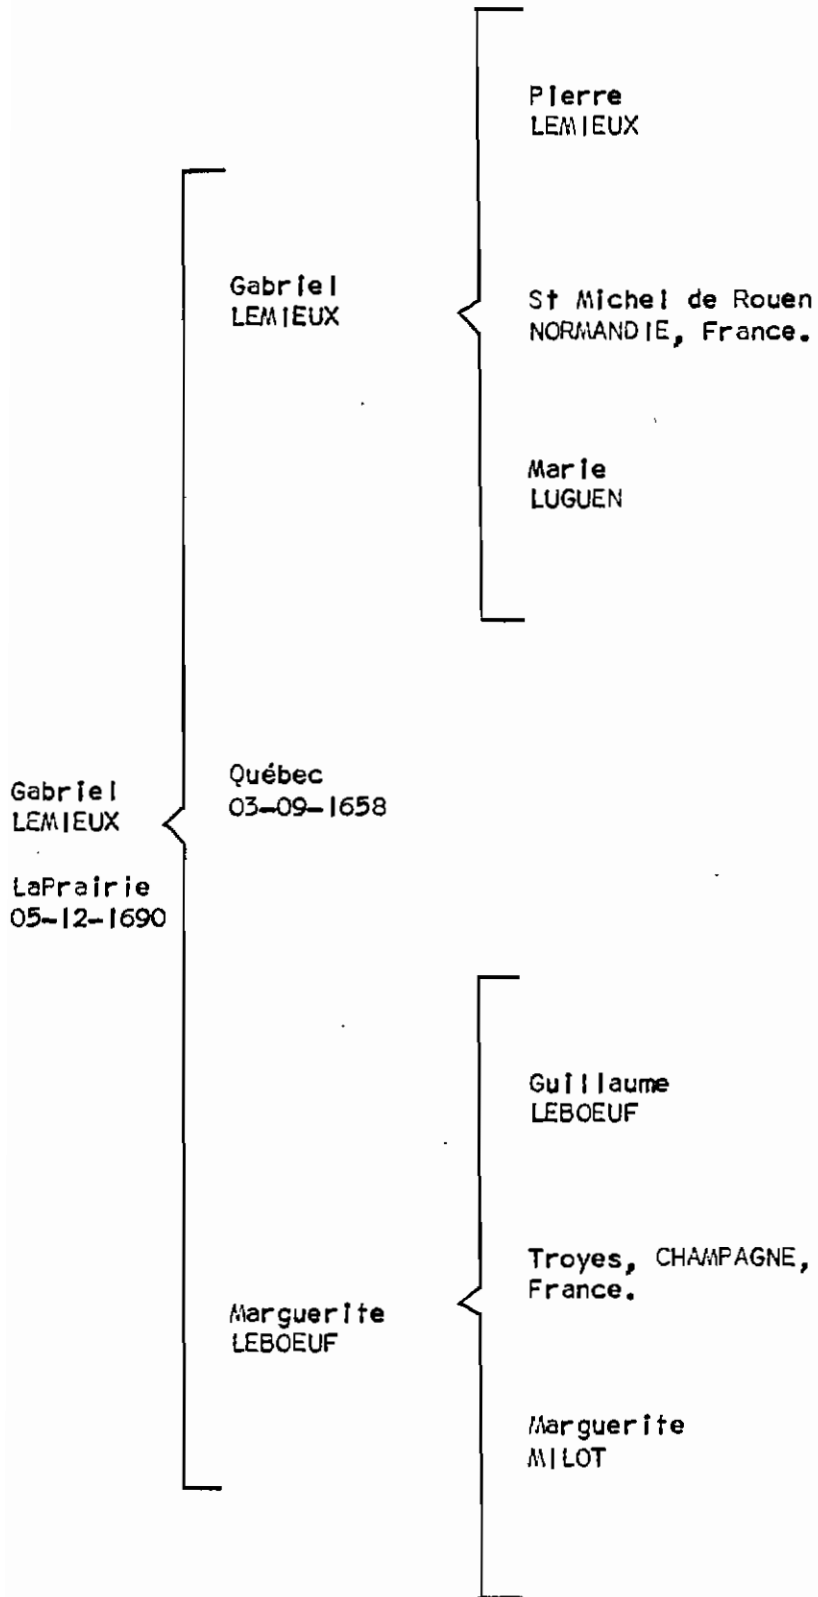 Pierre
LEMIEUX
Gabriel
LEMIEUX
St Michel de Rouen
NORMANDIE, France.
Marie
LUGUEN
Gabriel
LEMIEUX
LaPrairie
05-12-1690
Québec
03-09-1658
Guillaume
LEBOEUF
Marguerite
LEBOEUF
Troyes, CHAMPAGNE,
France.
Marguerite
MILOT